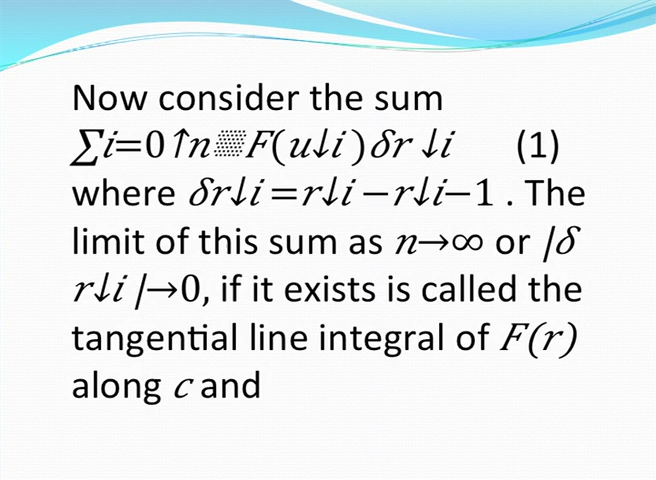 Now consider the sum
∑i=0↑n▒F(u↓i)δr ↓i (1)
where δr↓i =r↓i −r↓i−1 . The
limit of this sum as n→∞ or |δ
r↓i |→0, if it exists is called the
tangential line integral of F(r)
along c and